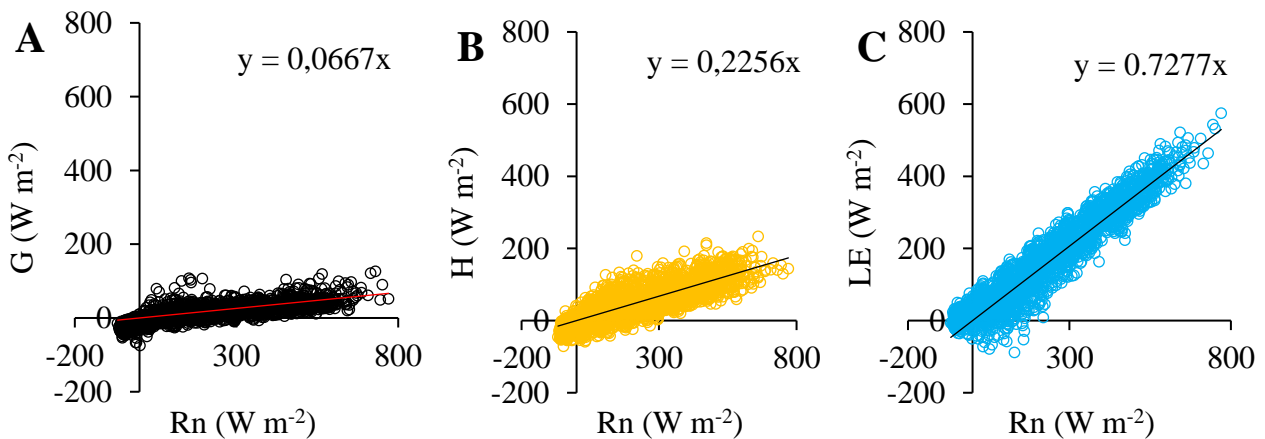 A
800
600
400
200
0
-200
-200
300
800
G (W m-2)
Rn (W m-2)
y = 0,0667x
B
800
600
400
200
0
-200
-200
300
800
H (W m-2)
Rn (W m-2)
y = 0,2256x
C
800
600
400
200
0
-200
-200
300
800
LE (W m-2)
Rn (W m-2)
y = 0.7277x